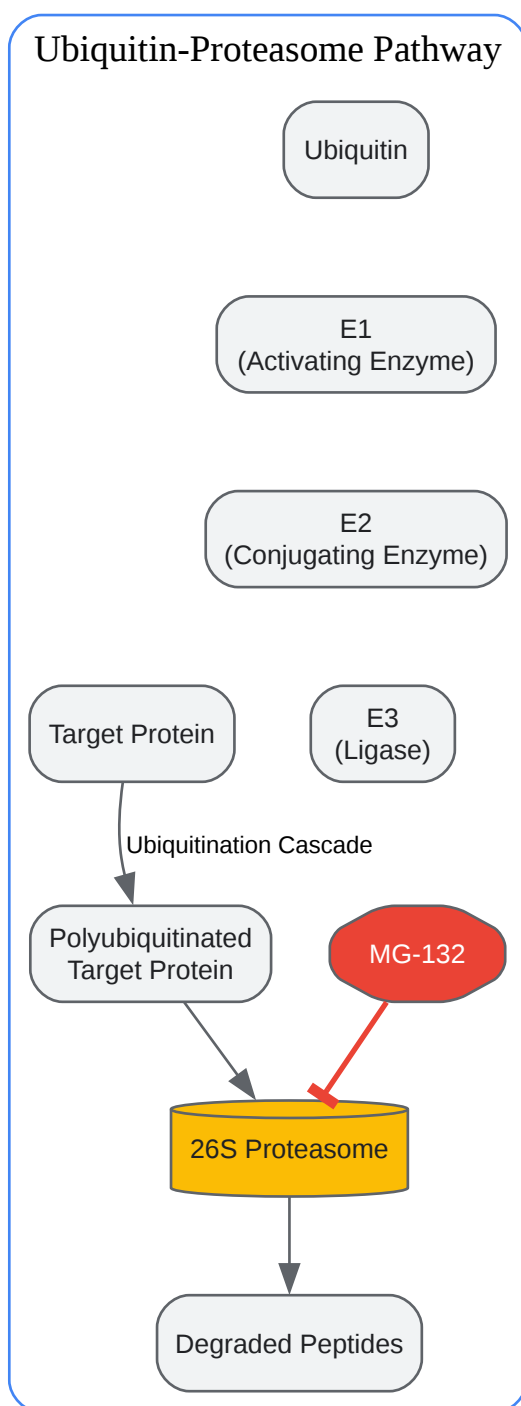 Ubiquitin-Proteasome Pathway
Ubiquitin
E1
(Activating Enzyme)
E2
(Conjugating Enzyme)
Target Protein
E3
(Ligase)
Ubiquitination Cascade
Polyubiquitinated
Target Protein
MG-132
26S Proteasome
Degraded Peptides